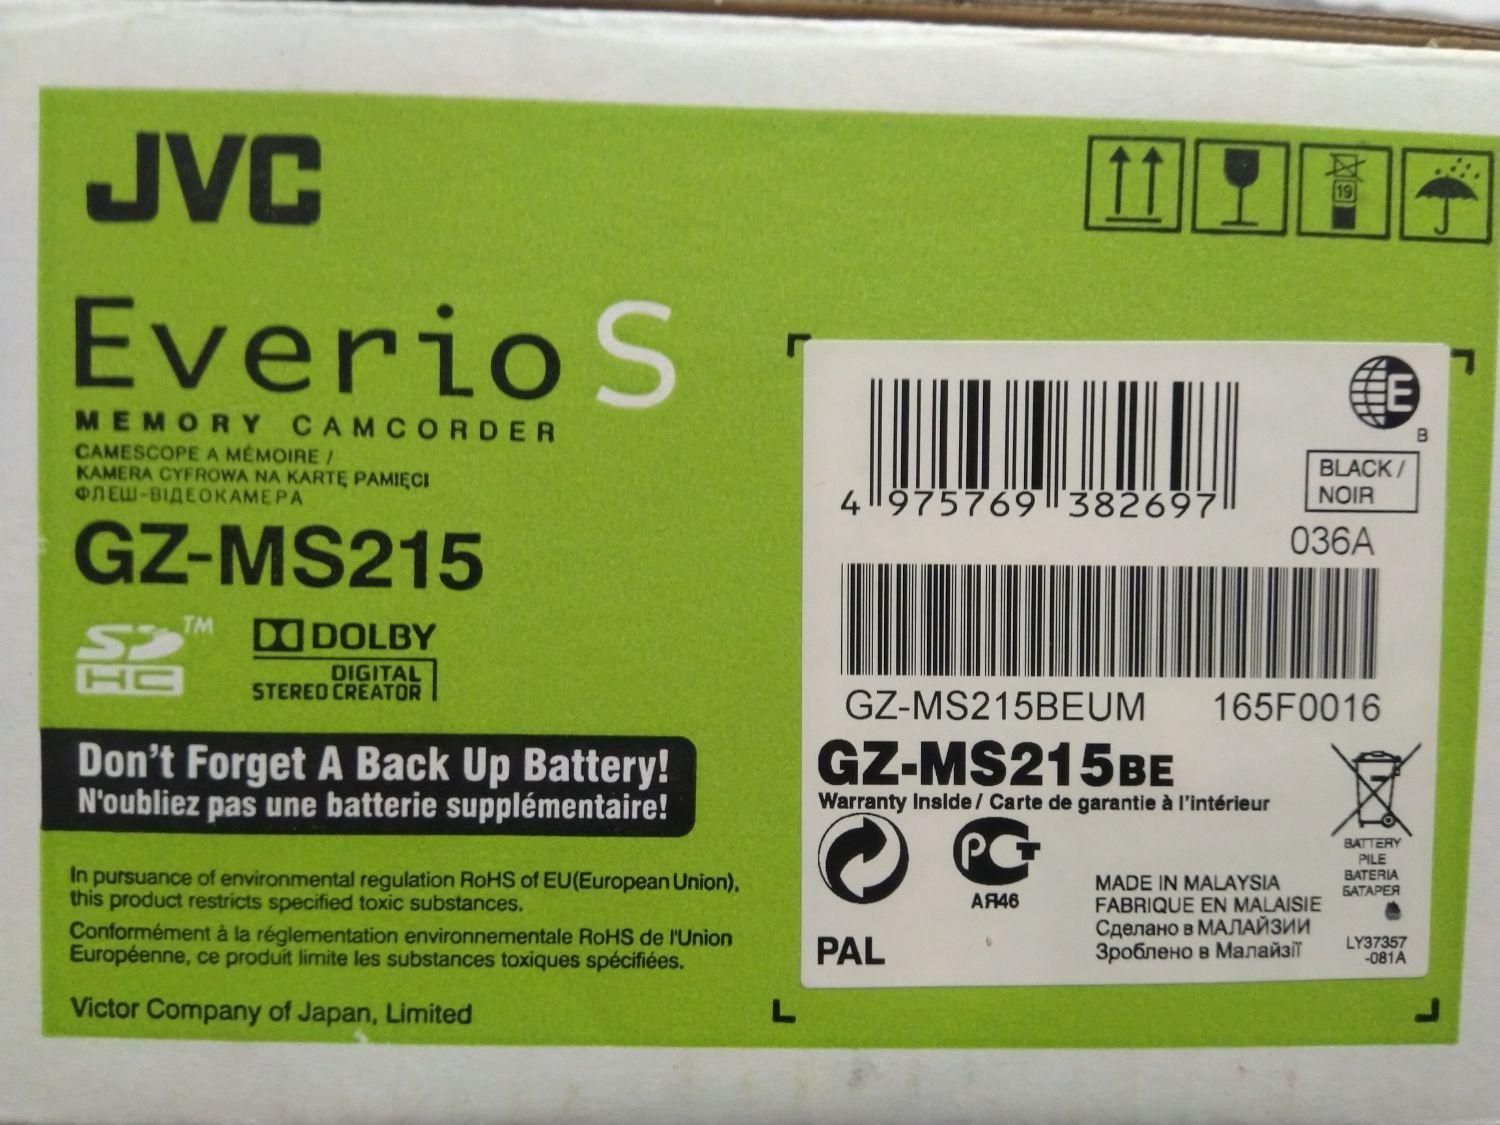 JVC
19
Everio S
MEMORY CAMCORDER
CAMESCOPE A MÉMOIRE /
KAMERA CYFROWA NA KARTĘ PAMIĘCI
ФЛЕШ-ВІДЕОКАМЕРА
GZ-MS215
SD HC TM
DOLBY
DIGITAL
STEREO CREATOR
Don't Forget A Back Up Battery!
N'oubliez pas une batterie supplémentaire!
In pursuance of environmental regulation RoHS of EU(European Union),
this product restricts specified toxic substances.
Conformément à la réglementation environnementale RoHS de l'Union
Européenne, ce produit limite les substances toxiques spécifiées.
Victor Company of Japan, Limited
E
B
4 975769 382697
BLACK /
NOIR
036A
GZ-MS215BEUM 165F0016
GZ-MS215BE
Warranty Inside / Carte de garantie à l'intérieur
РСТ
АЯ46
PAL
MADE IN MALAYSIA
FABRIQUE EN MALAISIE
Сделано в МАЛАЙЗИИ
Зроблено в Малайзії
BATTERY
PILE
BATERIA
БАТАРЕЯ
LY37357
-081A